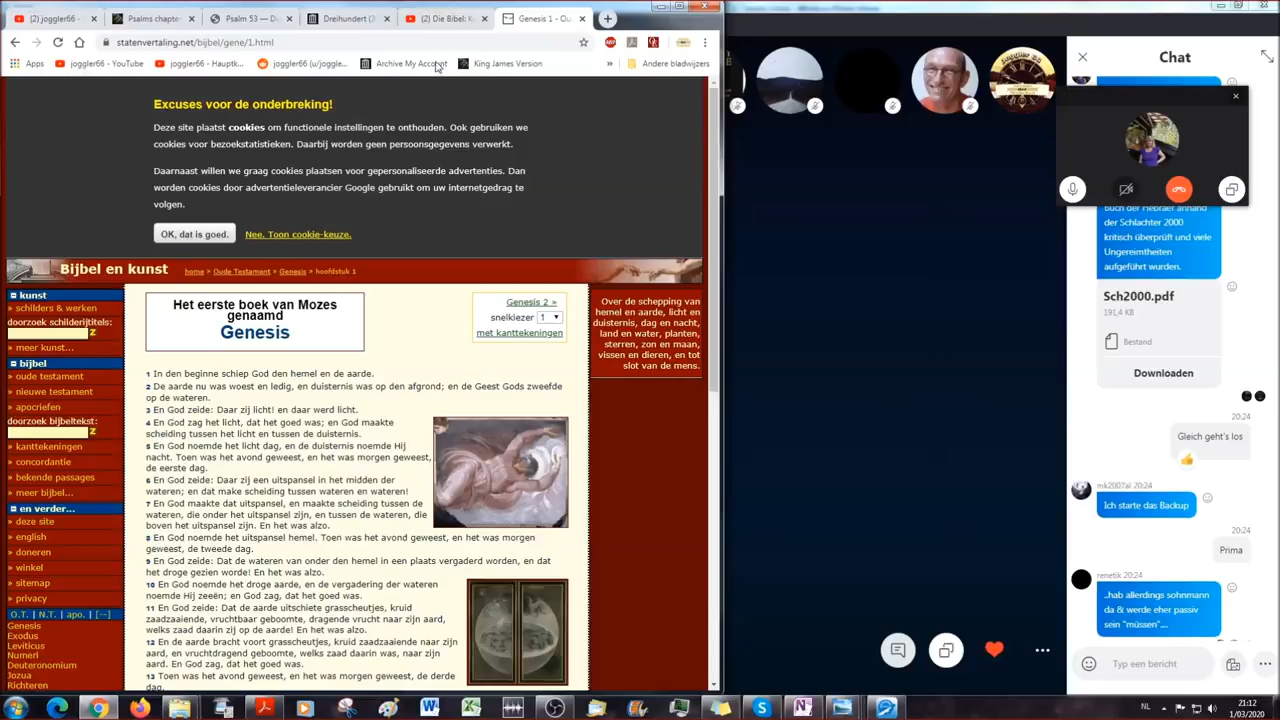 (2) joggler66 -
Psalms chapte
Psalm 53 — D
Dreihundert (3
(2) Die Bibel: K
Genesis 1 - Ou
statenvertaling.net/bijbel/gene/1.html
Apps
joggler66 - YouTube
joggler66 - Hauptk...
joggler66 (u/joggle...
Archive My Account
King James Version
»
Andere bladwijzers
Excuses voor de onderbreking!
Deze site plaatst cookies om functionele instellingen te onthouden. Ook gebruiken we
cookies voor bezoekstatistieken. Daarbij worden geen persoonsgegevens verwerkt.
Daarnaast willen we graag cookies plaatsen voor gepersonaliseerde advertenties. Dan
worden cookies door advertentieleverancier Google gebruikt om uw internetgedrag te
volgen.
OK, dat is goed.
Nee. Toon cookie-keuze.
Bijbel en kunst
home > Oude Testament > Genesis > hoofdstuk 1
kunst
» schilders & werken
doorzoek schilderijtitels:
» meer kunst...
bijbel
» oude testament
» nieuwe testament
» apocriefen
doorzoek bijbeltekst:
» kanttekeningen
» concordantie
» bekende passages
» meer bijbel...
en verder...
» deze site
» english
» doneren
» winkel
» sitemap
» privacy
O.T. | N.T. | apo. [--]
Genesis
Exodus
Leviticus
Numeri
Deuteronomium
Jozua
Richteren
Het eerste boek van Mozes
genaamd
Genesis
Genesis 2 »
snelkiezer 1
met kanttekeningen
1 In den beginne schiep God den hemel en de aarde.
2 De aarde nu was woest en ledig, en duisternis was op den afgrond; en de Geest Gods zweefde
op de wateren.
3 En God zeide: Daar zij licht! en daar werd licht.
4 En God zag het licht, dat het goed was; en God maakte
scheiding tussen het licht en tussen de duisternis.
5 En God noemde het licht dag, en de duisternis noemde Hij
nacht. Toen was het avond geweest, en het was morgen geweest,
de eerste dag.
6 En God zeide: Daar zij een uitspansel in het midden der
wateren; en dat make scheiding tussen wateren en wateren!
7 En God maakte dat uitspansel, en maakte scheiding tussen de
wateren, die onder het uitspansel zijn, en tussen de wateren, die
boven het uitspansel zijn. En het was alzo.
8 En God noemde het uitspansel hemel. Toen was het avond geweest, en het was morgen
geweest, de tweede dag.
9 En God zeide: Dat de wateren van onder den hemel in een plaats vergaderd worden, en dat
het droge gezien worde! En het was alzo.
10 En God noemde het droge aarde, en de vergadering der wateren
noemde Hij zeeën; en God zag, dat het goed was.
11 En God zeide: Dat de aarde uitschiete grasscheutjes, kruid
zaadzaaiende, vruchtbaar geboomte, dragende vrucht naar zijn aard,
welks zaad daarin zij op de aarde! En het was alzo.
12 En de aarde bracht voort grasscheutjes, kruid zaadzaaiende naar
zijn aard, en vruchtdragend geboomte, welks zaad daarin was, naar zijn
aard. En God zag, dat het goed was.
13 Toen was het avond geweest, en het was morgen geweest, de derde
dag.
Over de schepping van
hemel en aarde, licht en
duisternis, dag en nacht,
land en water, planten,
sterren, zon en maan,
vissen en dieren, en tot
slot van de mens.
Chat
Buch der Hebräer anhand
der Schlachter 2000
kritisch überprüft und viele
Ungereimtheiten
aufgeführt wurden.
Sch2000.pdf
191,4 KB
Bestand
Downloaden
20:24
Gleich geht's los
mk2007al 20:24
Ich starte das Backup
20:24
Prima
renetik 20:24
..hab allerdings sohnmann
da & werde eher passiv
sein "müssen"....
Typ een bericht
NL
21:12
1/03/2020